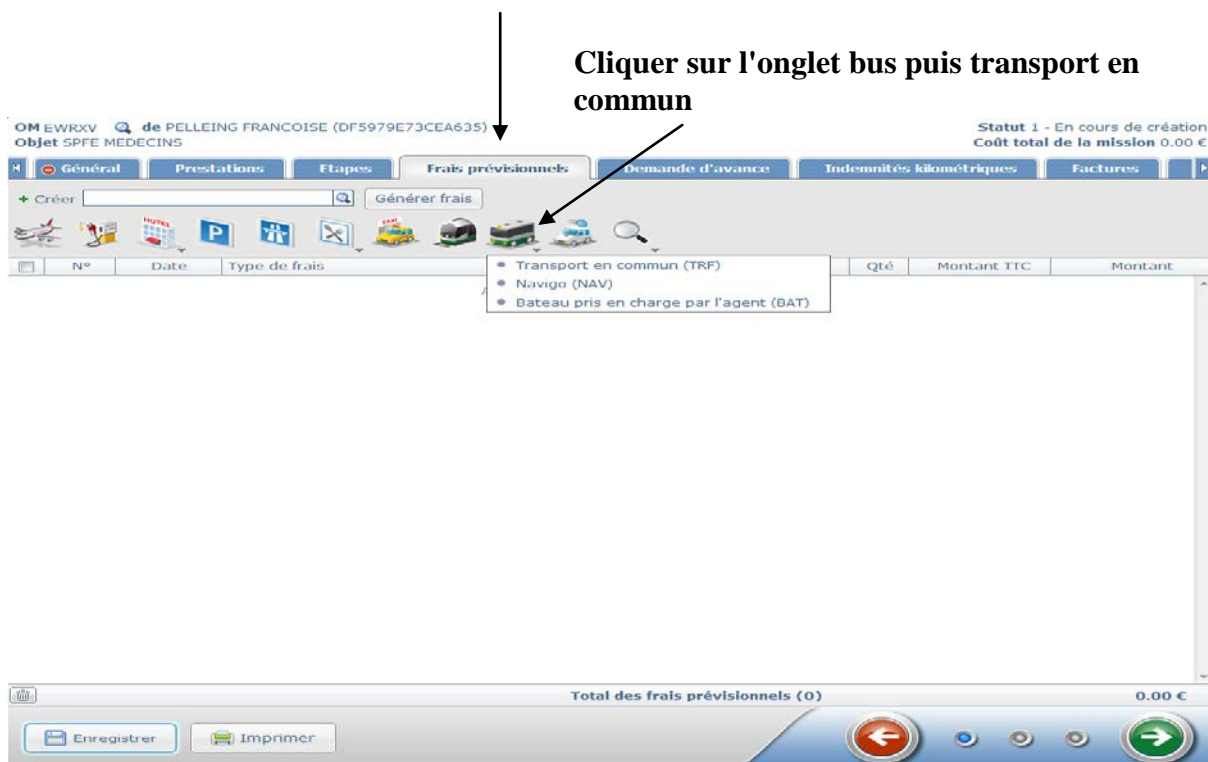 Cliquer sur l'onglet bus puis transport en
commun
OM EWRXV de PELLEING FRANCOISE (DF5979E73CEA635)
Statut 1 - En cours de création
Objet SPFE MEDECINS
Coût total de la mission 0.00 €
Général Prestations Etapes Frais prévisionnels Demande d'avance Indemnités kilométriques Factures
+ Créer Générer frais
HOTEL P TAXI
N° Date Type de frais Qté Montant TTC Montant
• Transport en commun (TRF)
• Navigo (NAV)
• Bateau pris en charge par l'agent (BAT)
Total des frais prévisionnels (0) 0.00 €
Enregistrer Imprimer